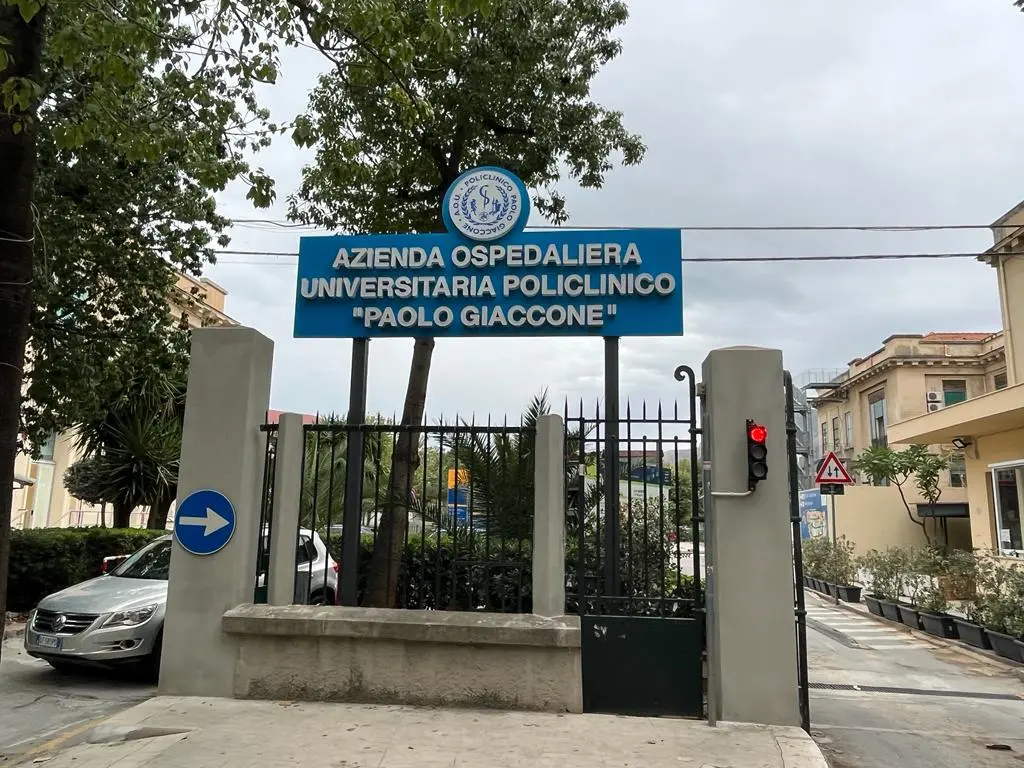 A.O.U. POLICLINICO PAOLO GIACCONE
AZIENDA OSPEDALIERA
UNIVERSITARIA POLICLINICO
"PAOLO GIACCONE"